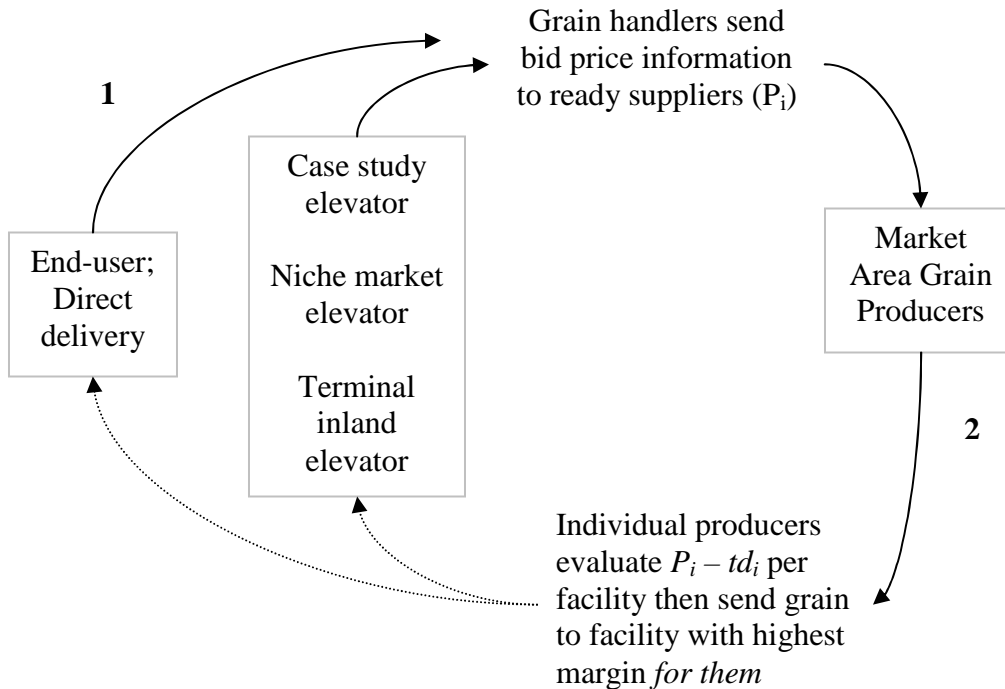 Grain handlers send
bid price information
to ready suppliers (Pi)
1
Case study
elevator
Niche market
elevator
Terminal
inland
elevator
End-user;
Direct
delivery
Market
Area Grain
Producers
2
Individual producers
evaluate Pi – tdi per
facility then send grain
to facility with highest
margin for them